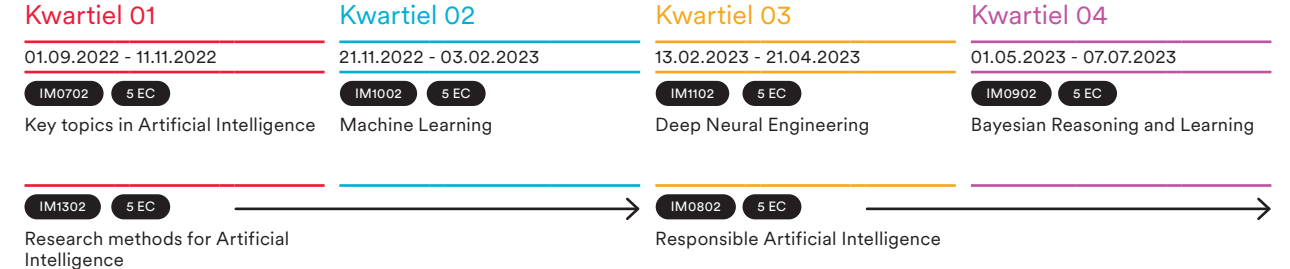 Kwartiel 01
01.09.2022 - 11.11.2022
IM0702 5 EC
Key topics in Artificial Intelligence
Kwartiel 02
21.11.2022 - 03.02.2023
IM1002 5 EC
Machine Learning
Kwartiel 03
13.02.2023 - 21.04.2023
IM1102 5 EC
Deep Neural Engineering
Kwartiel 04
01.05.2023 - 07.07.2023
IM0902 5 EC
Bayesian Reasoning and Learning
IM1302 5 EC
Research methods for Artificial
Intelligence
IM0802 5 EC
Responsible Artificial Intelligence